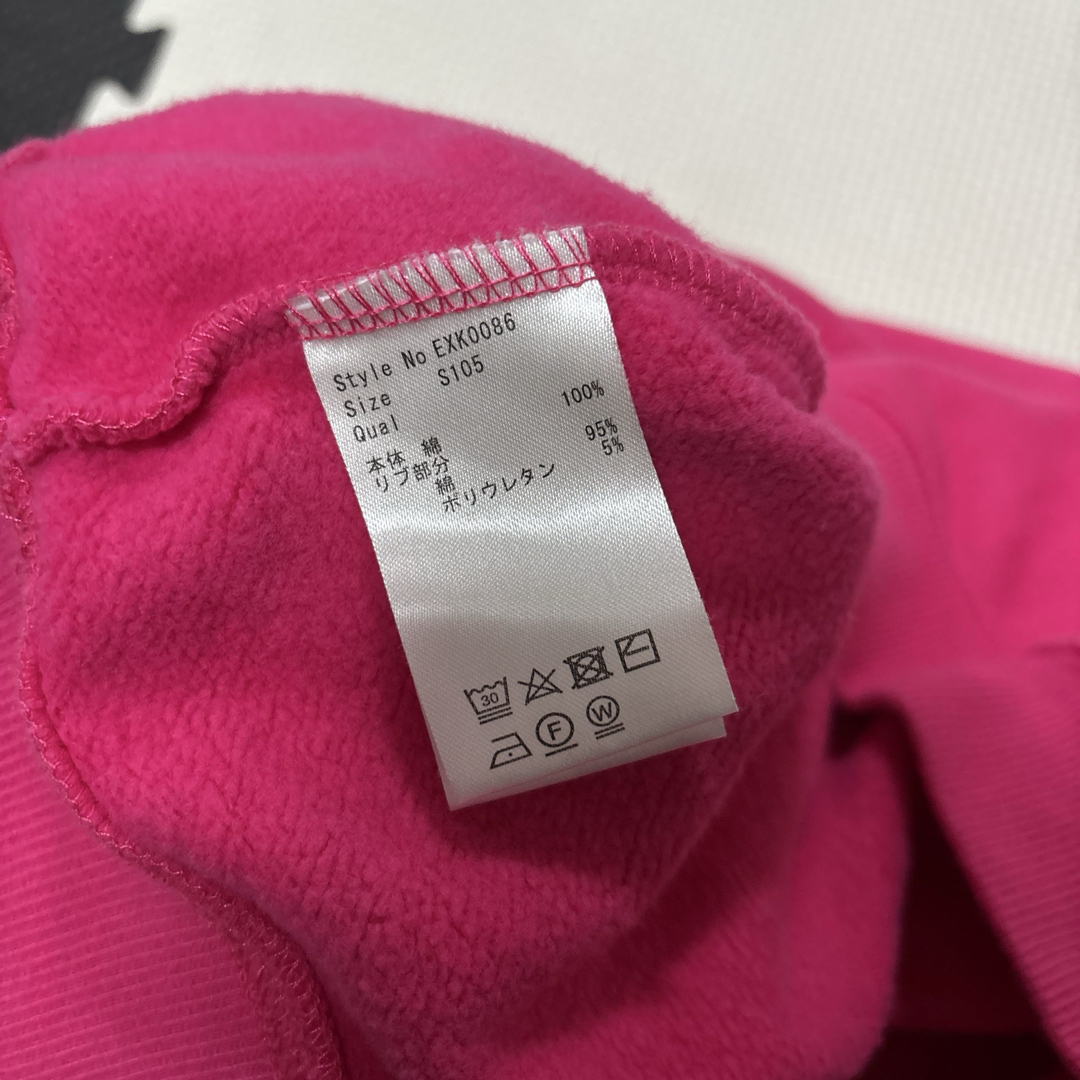 Style No EXK0086
Size S105
Qual
本体 綿 100%
リブ部分
綿 95%
ポリウレタン 5%
30
F W